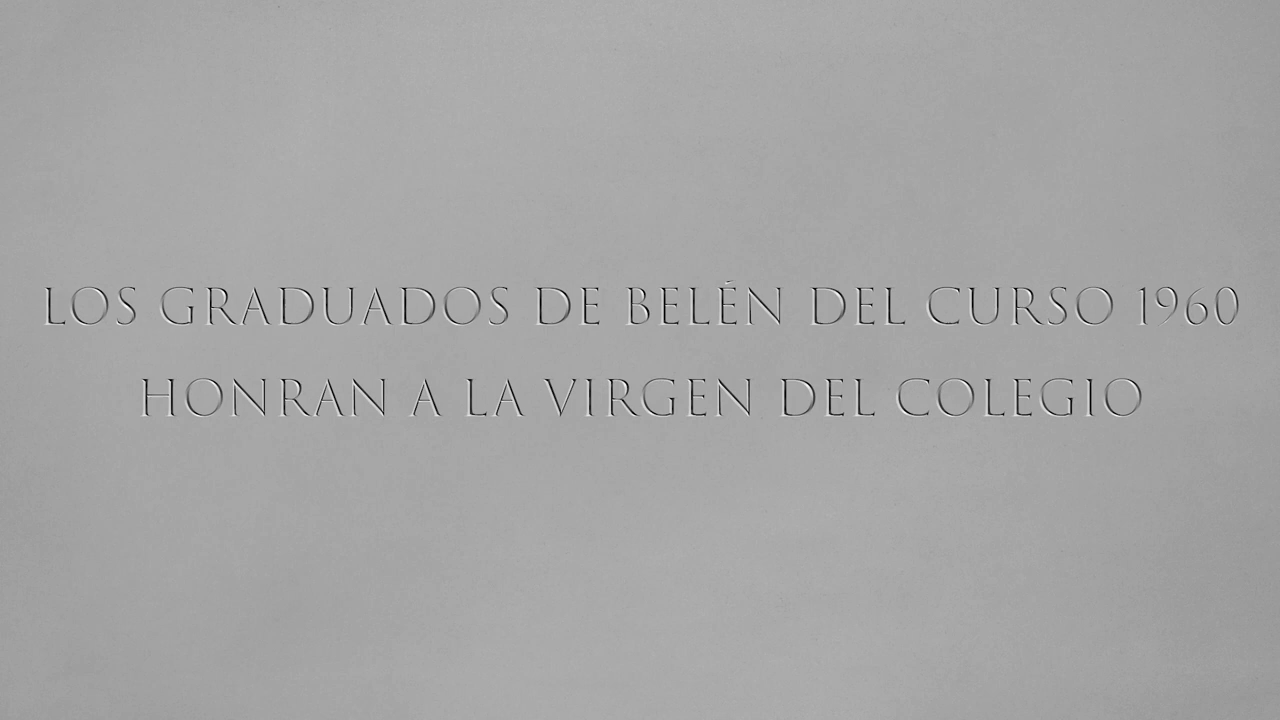 LOS GRADUADOS DE BELÉN DEL CURSO 1960
HONRAN A LA VIRGEN DEL COLEGIO